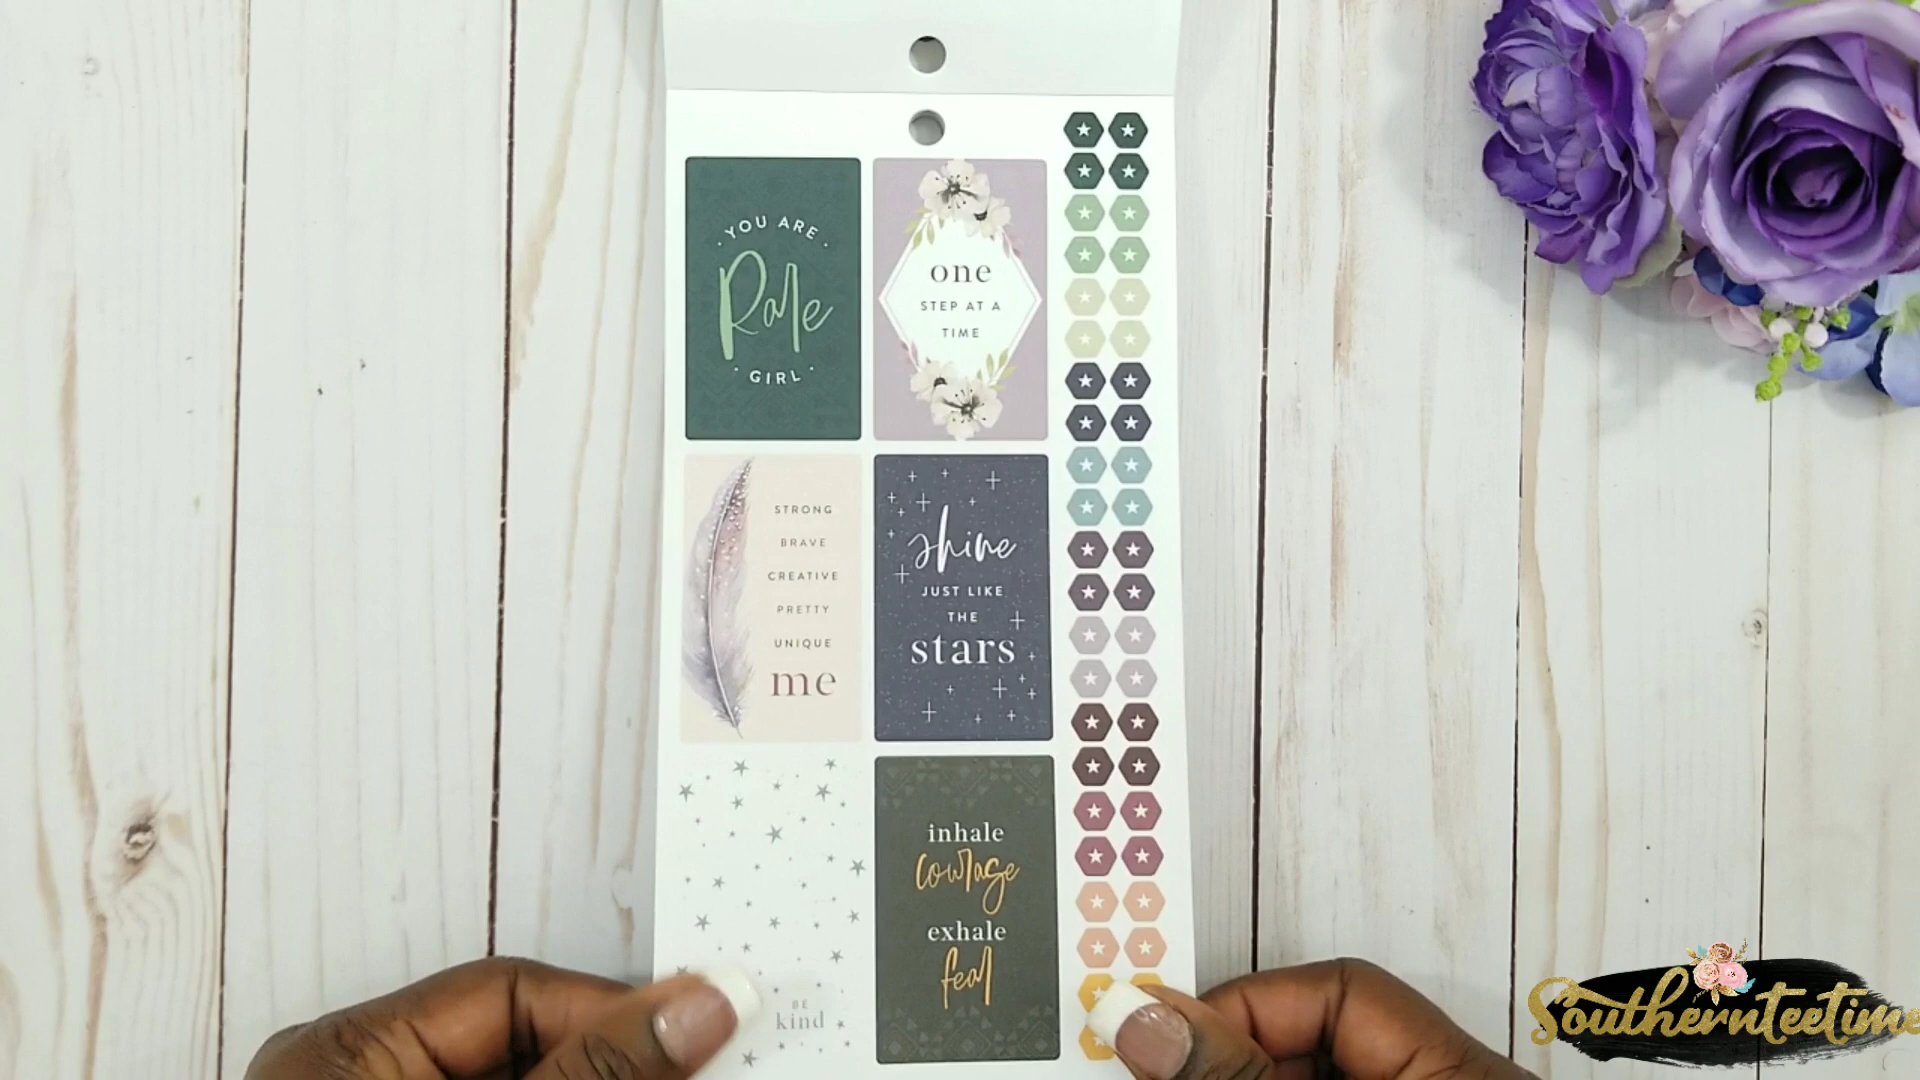 YOU ARE
Rare
GIRL
one
STEP AT A
TIME
STRONG
BRAVE
CREATIVE
PRETTY
UNIQUE
me
shine
JUST LIKE
THE
stars
BE
kind
inhale
courage
exhale
fear
Southernteetime